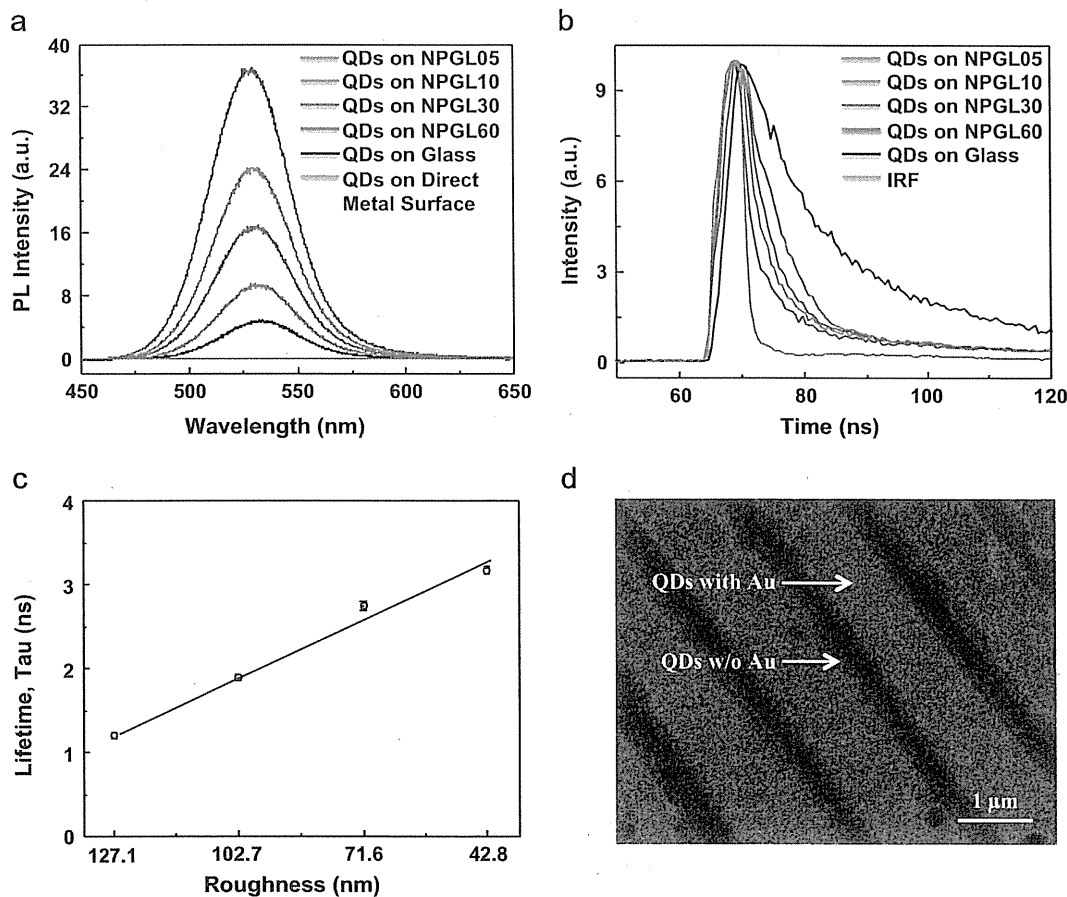 a
40
32
24
16
8
0
PL Intensity (a.u.)
QDs on NPGL05
QDs on NPGL10
QDs on NPGL30
QDs on NPGL60
QDs on Glass
QDs on Direct
Metal Surface
450
500
550
600
650
Wavelength (nm)
b
9
6
3
0
Intensity (a.u.)
QDs on NPGL05
QDs on NPGL10
QDs on NPGL30
QDs on NPGL60
QDs on Glass
IRF
60
80
100
120
Time (ns)
c
4
3
2
1
0
Lifetime, Tau (ns)
127.1
102.7
71.6
42.8
Roughness (nm)
d
QDs with Au
QDs w/o Au
1 µm